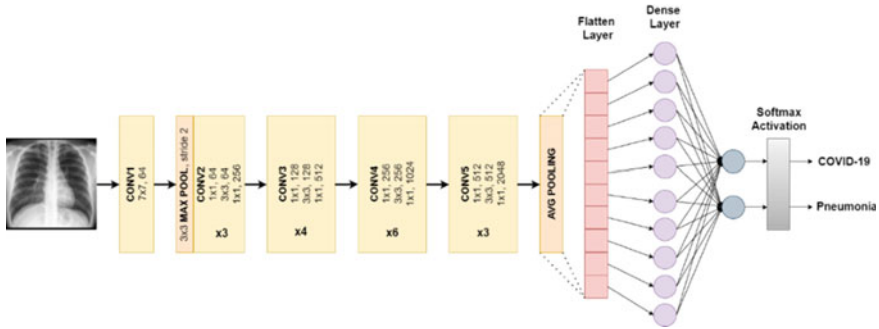 CONV1
7x7, 64
3x3 MAX POOL, stride 2
CONV2
1x1, 64
3x3, 64
1x1, 256
x3
CONV3
1x1, 128
3x3, 128
1x1, 512
x4
CONV4
1x1, 256
3x3, 256
1x1, 1024
x6
CONV5
1x1, 512
3x3, 512
1x1, 2048
x3
AVG POOLING
Flatten
Layer
Dense
Layer
Softmax
Activation
COVID-19
Pneumonia